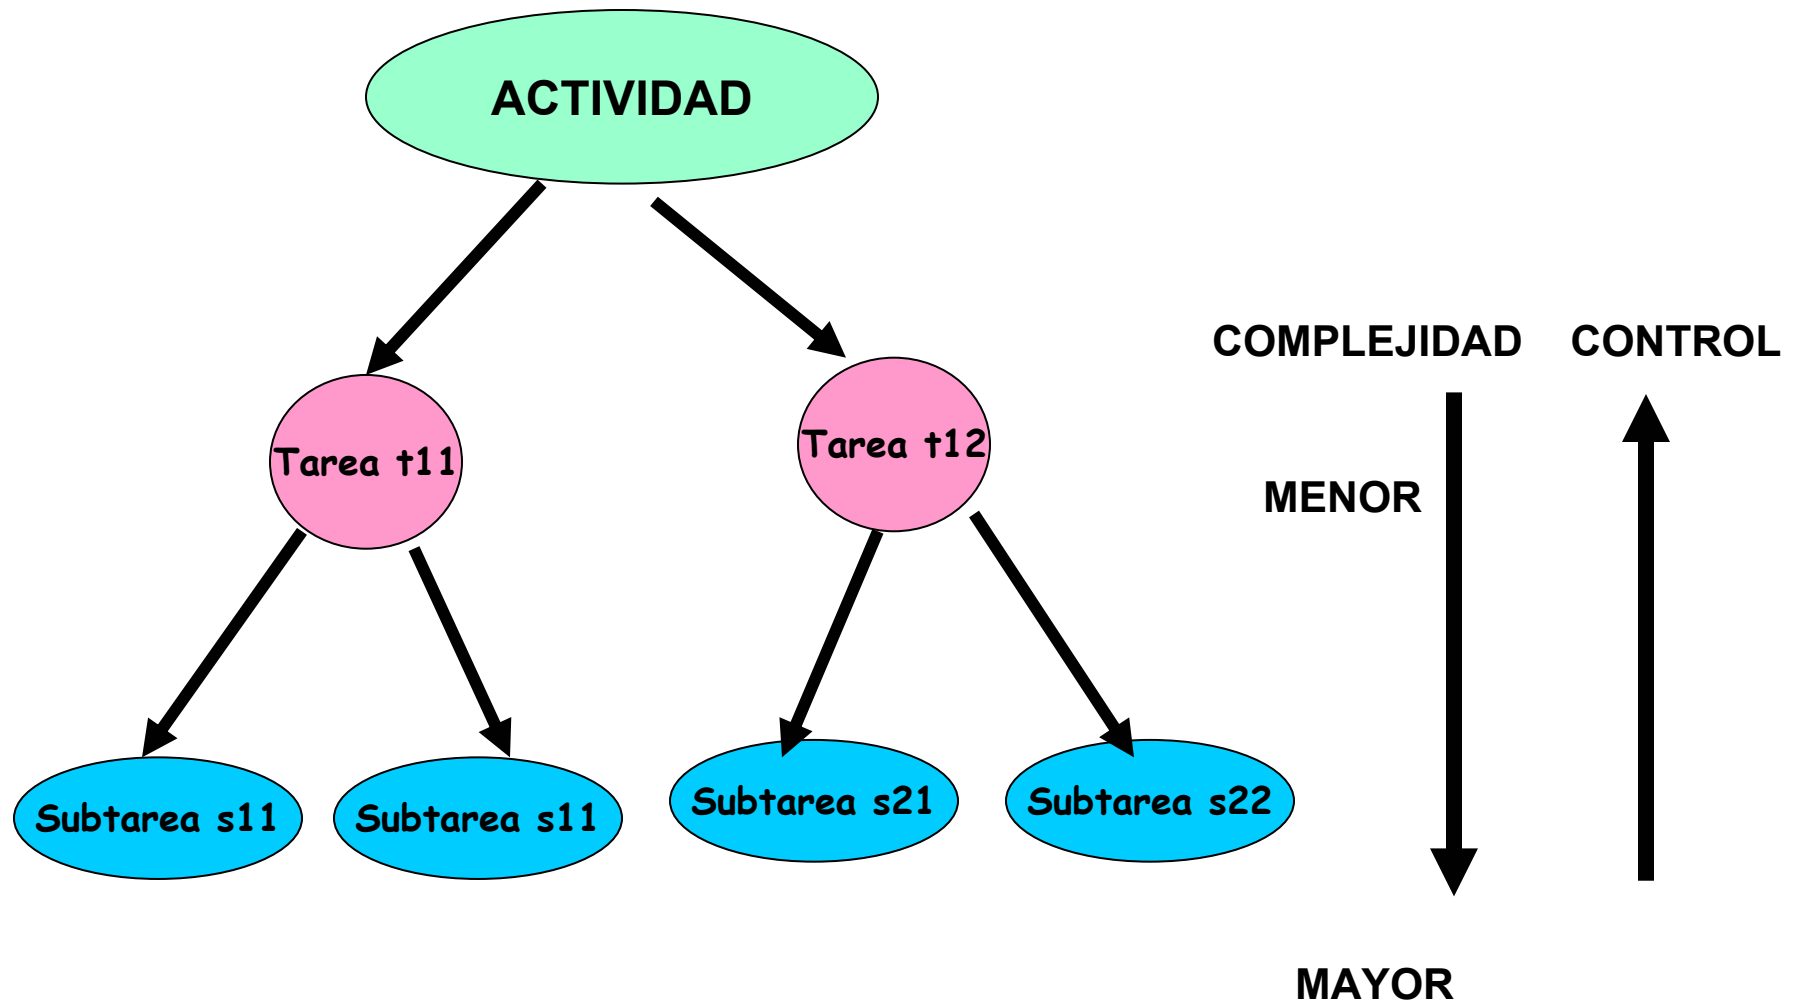 ACTIVIDAD
COMPLEJIDAD
CONTROL
Tarea t11
Tarea t12
MENOR
Subtarea s11
Subtarea s11
Subtarea s21
Subtarea s22
MAYOR